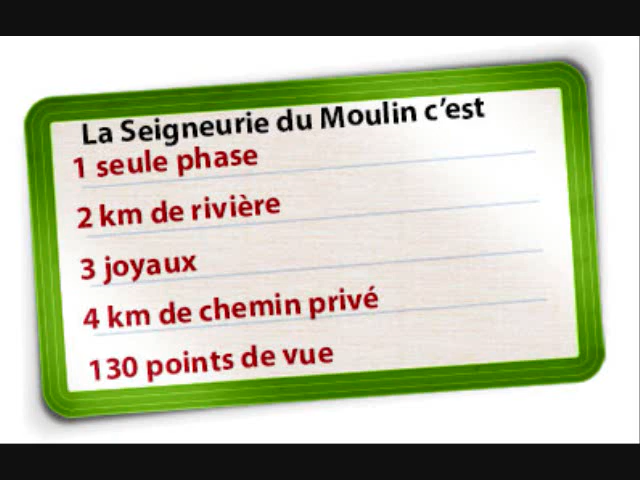 La Seigneurie du Moulin c’est
1 seule phase
2 km de rivière
3 joyaux
4 km de chemin privé
130 points de vue